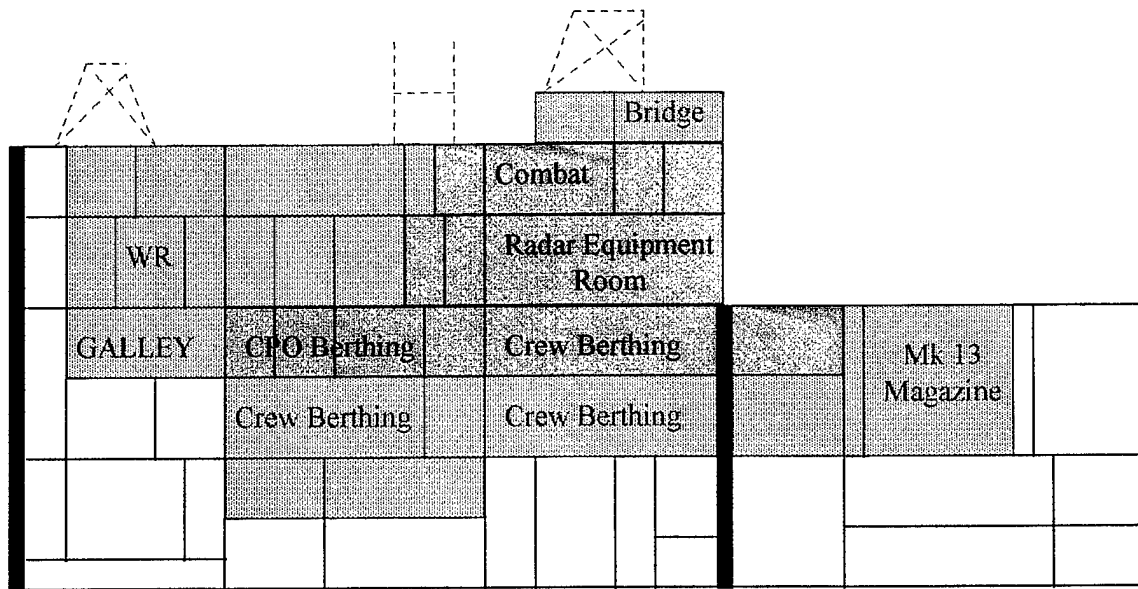 Bridge
Combat
WR
Radar Equipment
Room
GALLEY
CPO Berthing
Crew Berthing
Mk 13
Magazine
Crew Berthing
Crew Berthing